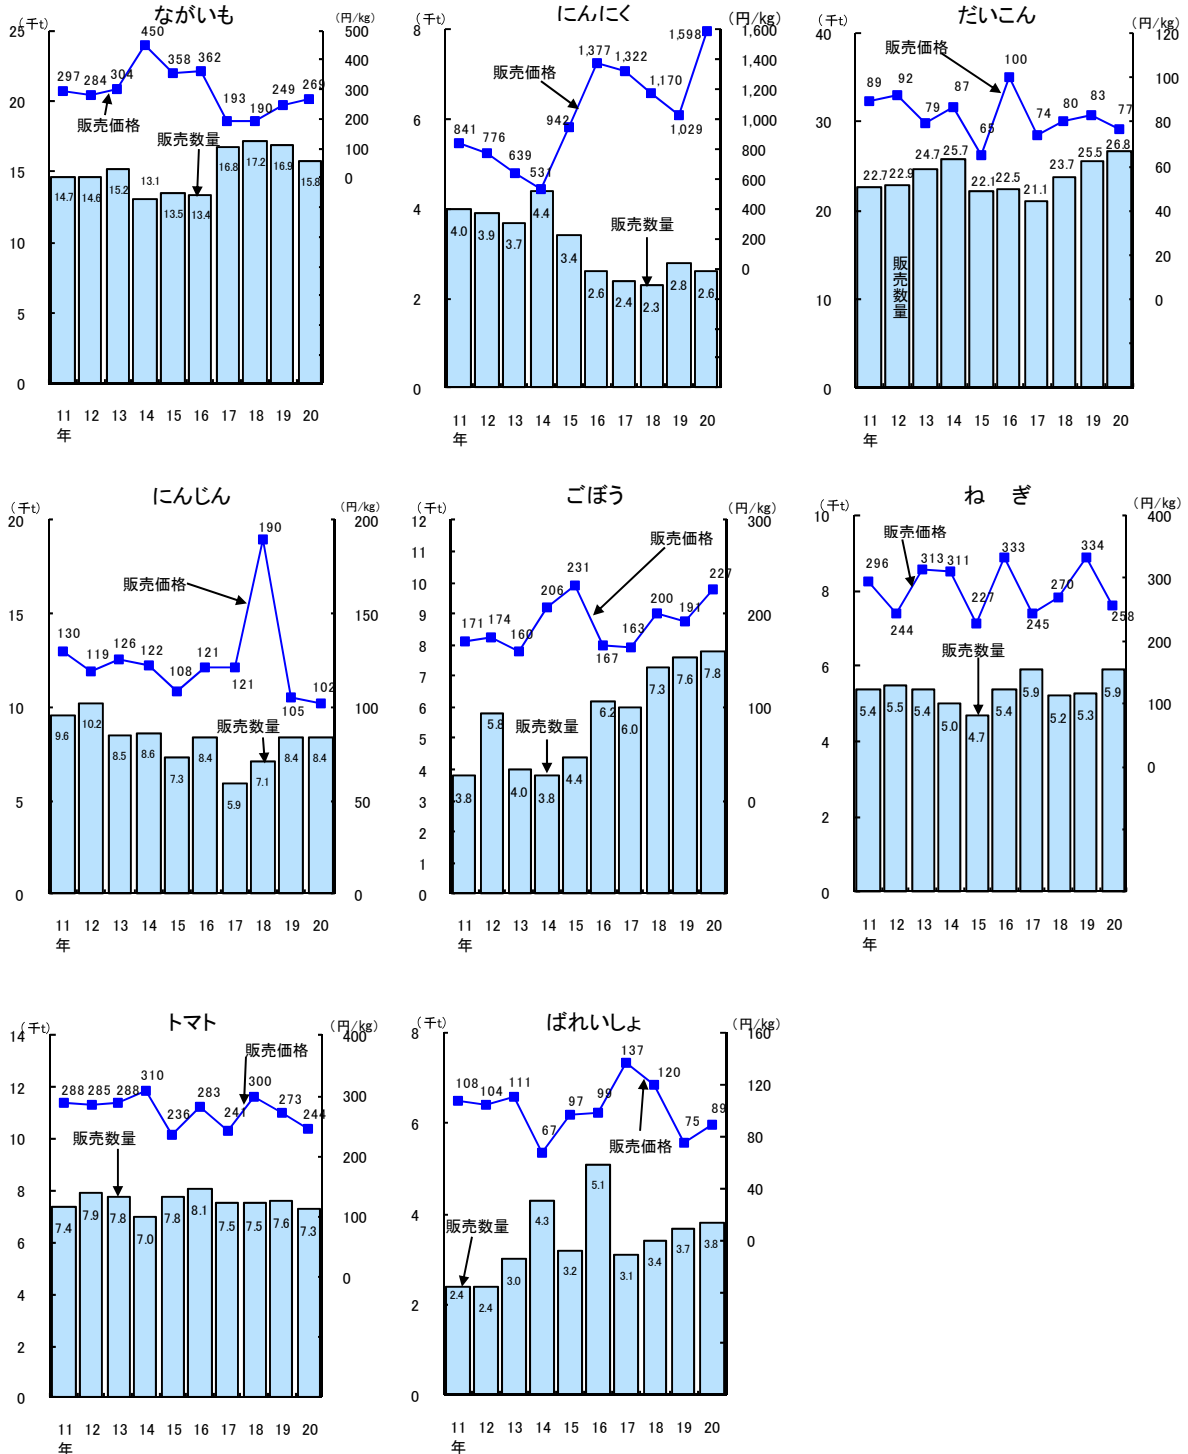 ながいも
（千t）
（円/kg）
25
20
15
10
5
0
500
400
300
200
100
0
297 284 304 450 358 362 193 190 249 269
販売価格
販売数量
14.7 14.6 15.2 13.1 13.5 13.4 16.8 17.2 16.9 15.8
11 12 13 14 15 16 17 18 19 20
年
にんにく
（千t）
（円/kg）
8
6
4
2
0
1,600
1,400
1,200
1,000
800
600
400
200
0
841 776 639 531 942 1,377 1,322 1,170 1,029 1,598
販売価格
販売数量
4.0 3.9 3.7 4.4 3.4 2.6 2.4 2.3 2.8 2.6
11 12 13 14 15 16 17 18 19 20
年
だいこん
（千t）
（円/kg）
40
30
20
10
0
120
100
80
60
40
20
0
89 92 79 87 65 100 74 80 83 77
販売価格
販売数量
22.7 22.9 24.7 25.7 22.1 22.5 21.1 23.7 25.5 26.8
11 12 13 14 15 16 17 18 19 20
年
にんじん
（千t）
（円/kg）
20
15
10
5
0
200
150
100
50
0
130 119 126 122 108 121 121 190 105 102
販売価格
販売数量
9.6 10.2 8.5 8.6 7.3 8.4 5.9 7.1 8.4 8.4
11 12 13 14 15 16 17 18 19 20
年
ごぼう
（千t）
（円/kg）
12
11
10
9
8
7
6
5
4
3
2
1
0
300
200
100
0
171 174 160 206 231 167 163 200 191 227
販売価格
販売数量
3.8 5.8 4.0 3.8 4.4 6.2 6.0 7.3 7.6 7.8
11 12 13 14 15 16 17 18 19 20
年
ね　ぎ
（千t）
（円/kg）
10
8
6
4
2
0
400
300
200
100
0
296 244 313 311 227 333 245 270 334 258
販売価格
販売数量
5.4 5.5 5.4 5.0 4.7 5.4 5.9 5.2 5.3 5.9
11 12 13 14 15 16 17 18 19 20
年
トマト
（千t）
（円/kg）
14
12
10
8
6
4
2
0
400
300
200
100
0
288 285 288 310 236 283 241 300 273 244
販売価格
販売数量
7.4 7.9 7.8 7.0 7.8 8.1 7.5 7.5 7.6 7.3
11 12 13 14 15 16 17 18 19 20
年
ばれいしょ
（千t）
（円/kg）
8
6
4
2
0
160
120
80
40
0
108 104 111 67 97 99 137 120 75 89
販売価格
販売数量
2.4 2.4 3.0 4.3 3.2 5.1 3.1 3.4 3.7 3.8
11 12 13 14 15 16 17 18 19 20
年